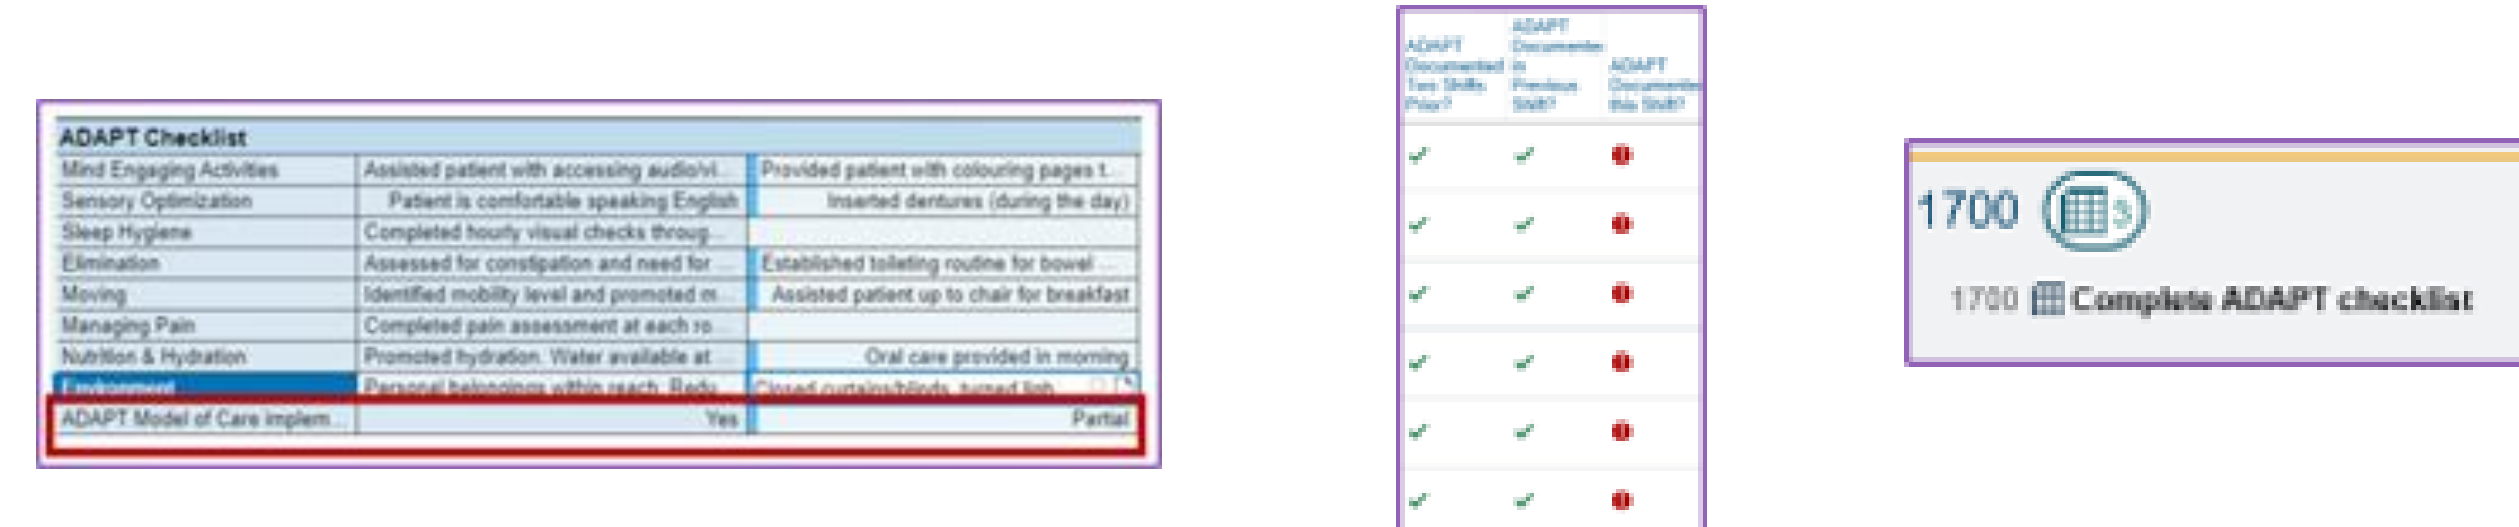 ADAPT Checklist
Mind Engaging Activities Assisted patient with accessing audio/vi... Provided patient with colouring pages t...
Sensory Optimization Patient is comfortable speaking English Inserted dentures (during the day)
Sleep Hygiene Completed hourly visual checks throug...
Elimination Assessed for constipation and need for ... Established toileting routine for bowel ...
Moving Identified mobility level and promoted m... Assisted patient up to chair for breakfast
Managing Pain Completed pain assessment at each ro...
Nutrition & Hydration Promoted hydration. Water available at ... Oral care provided in morning
Environment Personal belongings within reach. Redu... Closed curtains/blinds, turned ligh...
ADAPT Model of Care implem... Yes Partial
ADAPT
Documented
Two Shifts
Prior?
ADAPT
Documented
in
Previous
Shift?
ADAPT
Documented
this Shift?
1700 3
1700 Complete ADAPT checklist